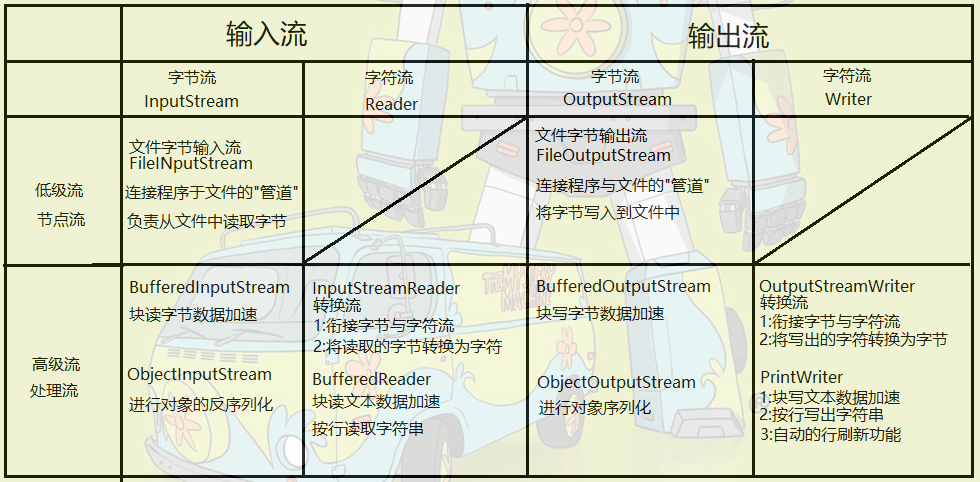 输入流
输出流
字节流
InputStream
字符流
Reader
字节流
OutputStream
字符流
Writer
低级流
节点流
文件字节输入流
FileINputStream
连接程序于文件的"管道"
负责从文件中读取字节
文件字节输出流
FileOutputStream
连接程序与文件的"管道"
将字节写入到文件中
高级流
处理流
BufferedInputStream
块读字节数据加速
ObjectInputStream
进行对象的反序列化
InputStreamReader
转换流
1:衔接字节与字符流
2:将读取的字节转换为字符
BufferedReader
块读文本数据加速
按行读取字符串
BufferedOutputStream
块写字节数据加速
ObjectOutputStream
进行对象序列化
OutputStreamWriter
转换流
1:衔接字节与字符流
2:将写出的字符转换为字节
PrintWriter
1:块写文本数据加速
2:按行写出字符串
3:自动的行刷新功能
THE MYSTERY
MACHINE